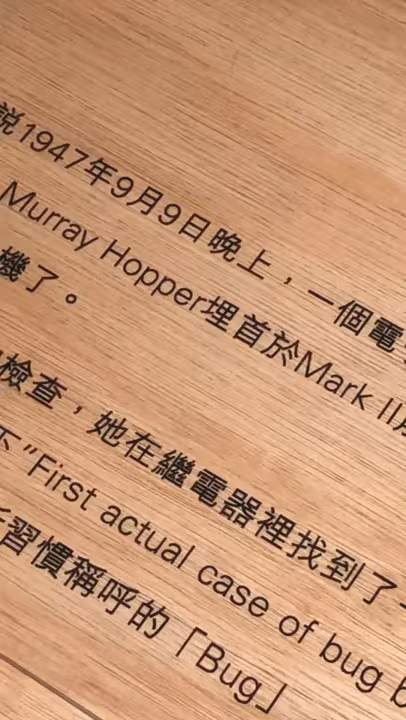 說1947年9月9日晚上，一個電
Murray Hopper埋首於Mark II
機了。
檢查，她在繼電器裡找到了一
下“First actual case of bug b
習慣稱呼的「Bug」